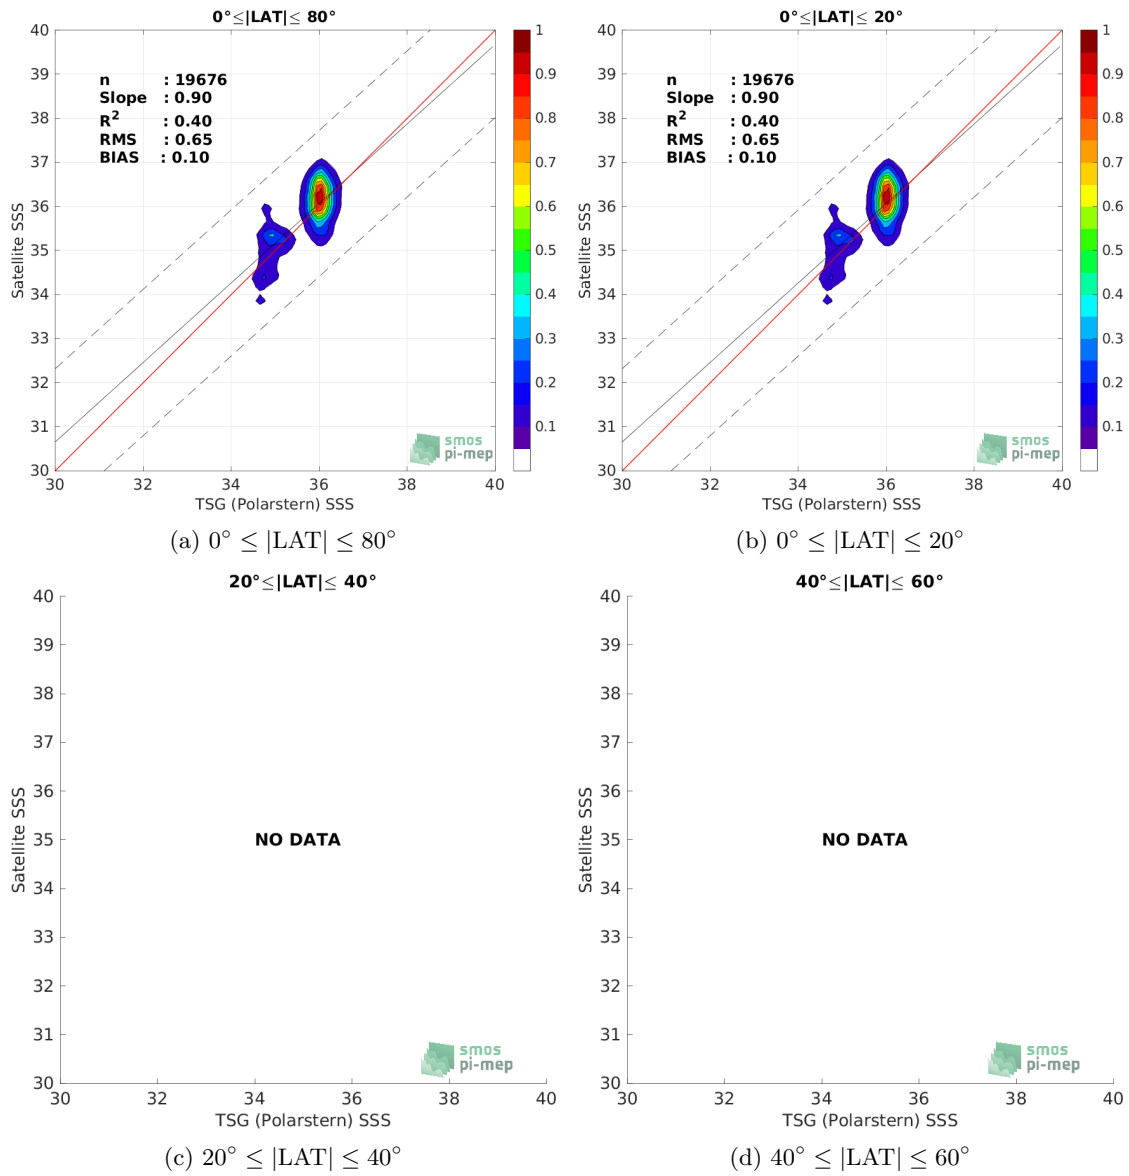 0°≤|LAT|≤ 80°
40
39
38
37
36
35
34
33
32
31
30
Satellite SSS
n : 19676
Slope : 0.90
R² : 0.40
RMS : 0.65
BIAS : 0.10
1
0.9
0.8
0.7
0.6
0.5
0.4
0.3
0.2
0.1
smos
pi-mep
30 32 34 36 38 40
TSG (Polarstern) SSS
(a) 0° ≤ |LAT| ≤ 80°
0°≤|LAT|≤ 20°
40
39
38
37
36
35
34
33
32
31
30
Satellite SSS
n : 19676
Slope : 0.90
R² : 0.40
RMS : 0.65
BIAS : 0.10
1
0.9
0.8
0.7
0.6
0.5
0.4
0.3
0.2
0.1
smos
pi-mep
30 32 34 36 38 40
TSG (Polarstern) SSS
(b) 0° ≤ |LAT| ≤ 20°
20°≤|LAT|≤ 40°
40
39
38
37
36
35
34
33
32
31
30
Satellite SSS
NO DATA
smos
pi-mep
30 32 34 36 38 40
TSG (Polarstern) SSS
(c) 20° ≤ |LAT| ≤ 40°
40°≤|LAT|≤ 60°
40
39
38
37
36
35
34
33
32
31
30
Satellite SSS
NO DATA
smos
pi-mep
30 32 34 36 38 40
TSG (Polarstern) SSS
(d) 40° ≤ |LAT| ≤ 60°